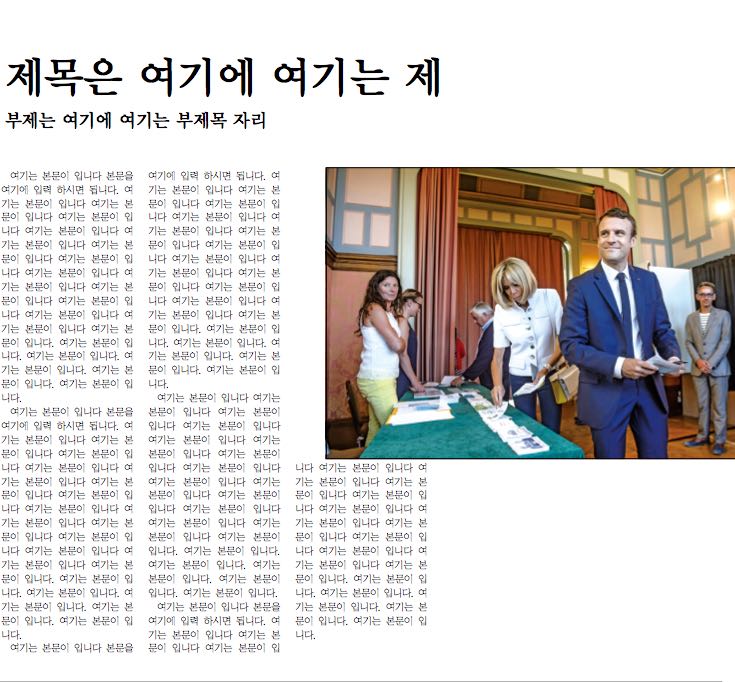 제목은 여기에 여기는 제
부제는 여기에 여기는 부제목 자리
여기는 본문이 입니다 본문을
여기에 입력 하시면 됩니다. 여
기는 본문이 입니다 여기는 본
문이 입니다 여기는 본문이 입
니다 여기는 본문이 입니다 여
기는 본문이 입니다 여기는 본
문이 입니다 여기는 본문이 입
니다 여기는 본문이 입니다 여
기는 본문이 입니다 여기는 본
문이 입니다 여기는 본문이 입
니다 여기는 본문이 입니다 여
기는 본문이 입니다 여기는 본
문이 입니다. 여기는 본문이 입
니다. 여기는 본문이 입니다. 여
기는 본문이 입니다. 여기는 본
문이 입니다. 여기는 본문이 입
니다.
여기는 본문이 입니다 본문을
여기에 입력 하시면 됩니다. 여
기는 본문이 입니다 여기는 본
문이 입니다 여기는 본문이 입
니다 여기는 본문이 입니다 여
기는 본문이 입니다 여기는 본
문이 입니다 여기는 본문이 입
니다 여기는 본문이 입니다 여
기는 본문이 입니다 여기는 본
문이 입니다 여기는 본문이 입
니다 여기는 본문이 입니다 여
기는 본문이 입니다 여기는 본
문이 입니다. 여기는 본문이 입
니다. 여기는 본문이 입니다. 여
기는 본문이 입니다. 여기는 본
문이 입니다. 여기는 본문이 입
니다.
여기는 본문이 입니다 본문을
여기에 입력 하시면 됩니다. 여
기는 본문이 입니다 여기는 본
문이 입니다 여기는 본문이 입
니다 여기는 본문이 입니다 여
기는 본문이 입니다 여기는 본
문이 입니다 여기는 본문이 입
니다 여기는 본문이 입니다 여
기는 본문이 입니다 여기는 본
문이 입니다 여기는 본문이 입
니다 여기는 본문이 입니다 여
기는 본문이 입니다 여기는 본
문이 입니다. 여기는 본문이 입
니다. 여기는 본문이 입니다. 여
기는 본문이 입니다. 여기는 본
문이 입니다. 여기는 본문이 입
니다.
여기는 본문이 입니다 여기는
본문이 입니다 여기는 본문이
입니다 여기는 본문이 입니다
여기는 본문이 입니다 여기는
본문이 입니다 여기는 본문이
입니다 여기는 본문이 입니다
여기는 본문이 입니다 여기는
본문이 입니다 여기는 본문이
입니다 여기는 본문이 입니다
여기는 본문이 입니다 여기는
본문이 입니다 여기는 본문이
입니다. 여기는 본문이 입니다.
여기는 본문이 입니다. 여기는
본문이 입니다. 여기는 본문이
입니다. 여기는 본문이 입니다.
여기는 본문이 입니다 본문을
여기에 입력 하시면 됩니다. 여
기는 본문이 입니다 여기는 본
문이 입니다 여기는 본문이 입
니다 여기는 본문이 입니다 여
기는 본문이 입니다 여기는 본
문이 입니다 여기는 본문이 입
니다 여기는 본문이 입니다 여
기는 본문이 입니다 여기는 본
문이 입니다 여기는 본문이 입
니다 여기는 본문이 입니다 여
기는 본문이 입니다 여기는 본
문이 입니다. 여기는 본문이 입
니다. 여기는 본문이 입니다. 여
기는 본문이 입니다. 여기는 본
문이 입니다. 여기는 본문이 입
니다.